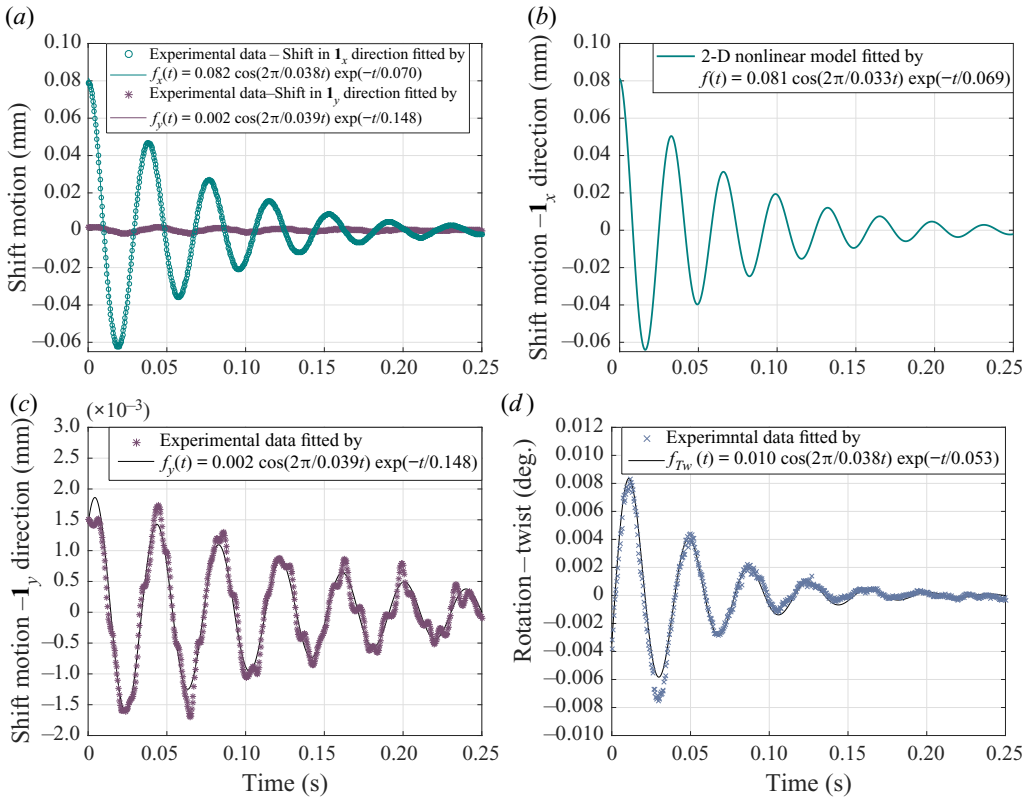 (a)
Shift motion (mm)
0.10
0.08
0.06
0.04
0.02
0
−0.02
−0.04
−0.06
Experimental data – Shift in 1x direction fitted by
fx(t) = 0.082 cos(2π/0.038t) exp(−t/0.070)
Experimental data–Shift in 1y direction fitted by
fy(t) = 0.002 cos(2π/0.039t) exp(−t/0.148)
0 0.05 0.10 0.15 0.20 0.25
(b)
Shift motion −1x direction (mm)
0.10
0.08
0.06
0.04
0.02
0
−0.02
−0.04
−0.06
2-D nonlinear model fitted by
f(t) = 0.081 cos(2π/0.033t) exp(−t/0.069)
0 0.05 0.10 0.15 0.20 0.25
(c)
(×10−3)
Shift motion −1y direction (mm)
3.0
2.0
1.5
1.0
0.5
0
−0.5
−1.0
−1.5
−2.0
Experimental data fitted by
fy(t) = 0.002 cos(2π/0.039t) exp(−t/0.148)
0 0.05 0.10 0.15 0.20 0.25
Time (s)
(d)
Rotation – twist (deg.)
0.012
0.010
0.008
0.006
0.004
0.002
0
−0.002
−0.004
−0.006
−0.008
−0.010
Experimntal data fitted by
fTw (t) = 0.010 cos(2π/0.038t) exp(−t/0.053)
0 0.05 0.10 0.15 0.20 0.25
Time (s)